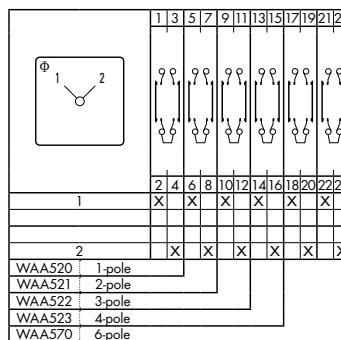 1 3 5 7 9 11 13 15 17 19 21
Φ
1 2
2 4 6 8 10 12 14 16 18 20 22
1 X X X X X X
2 X X X X X
WAA520 1-pole
WAA521 2-pole
WAA522 3-pole
WAA523 4-pole
WAA570 6-pole